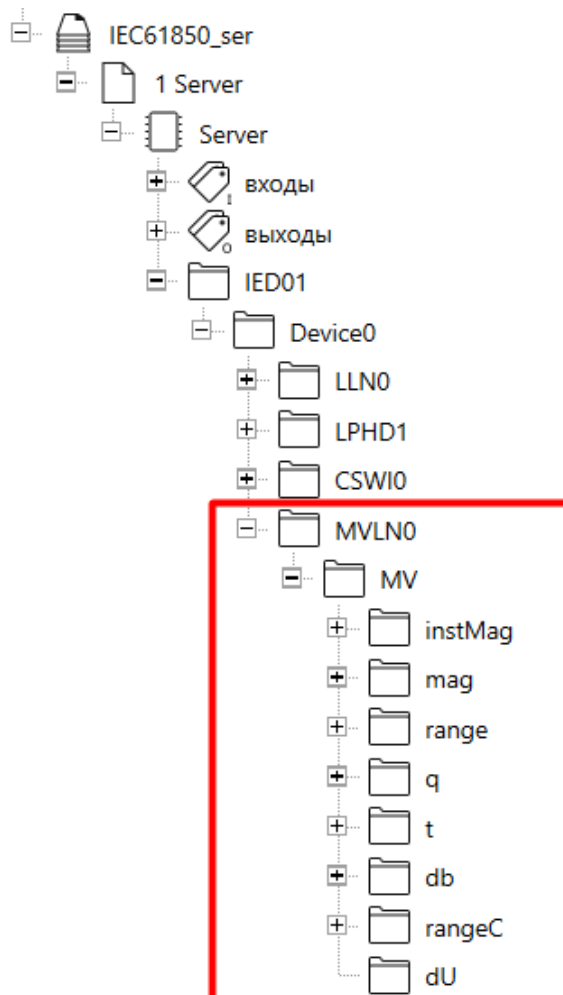 IEC61850_ser
1 Server
Server
I
входы
O
выходы
IED01
Device0
LLN0
LPHD1
CSWI0
MVLN0
MV
instMag
mag
range
q
t
db
rangeC
dU